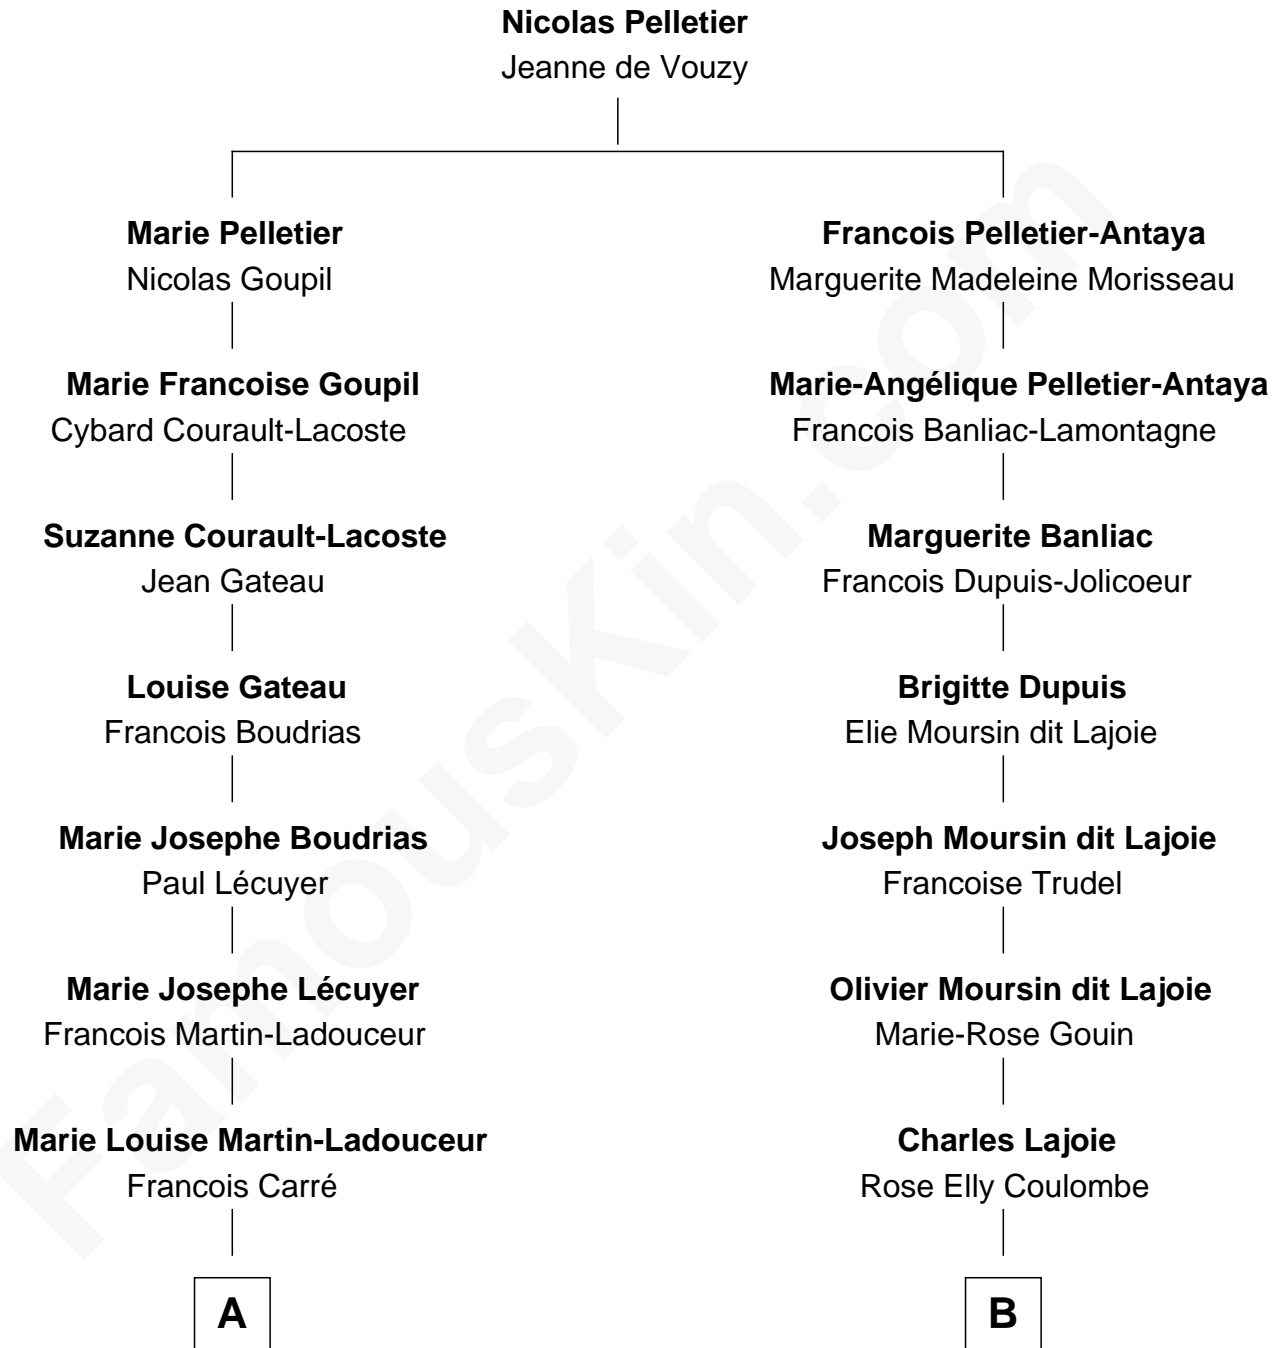 Nicolas Pelletier
Jeanne de Vouzy
Marie Pelletier
Nicolas Goupil
Francois Pelletier-Antaya
Marguerite Madeleine Morisseau
Marie Francoise Goupil
Cybard Courault-Lacoste
Marie-Angélique Pelletier-Antaya
Francois Banliac-Lamontagne
Suzanne Courault-Lacoste
Jean Gateau
Marguerite Banliac
Francois Dupuis-Jolicoeur
Louise Gateau
Francois Boudrias
Brigitte Dupuis
Elie Moursin dit Lajoie
Marie Josephe Boudrias
Paul Lécuyer
Joseph Moursin dit Lajoie
Francoise Trudel
Marie Josephe Lécuyer
Francois Martin-Ladouceur
Olivier Moursin dit Lajoie
Marie-Rose Gouin
Marie Louise Martin-Ladouceur
Francois Carré
Charles Lajoie
Rose Elly Coulombe
A
B
FamousKin.com